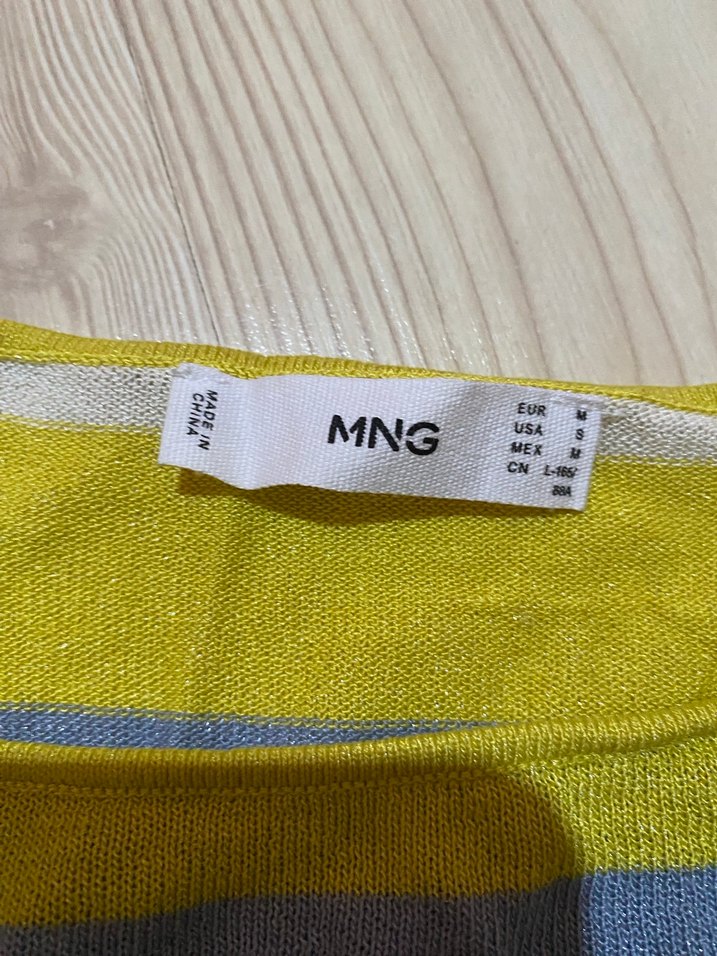 MADE IN
CHINA
MNG
EUR M
USA S
MEX M
CN L-165/
88A